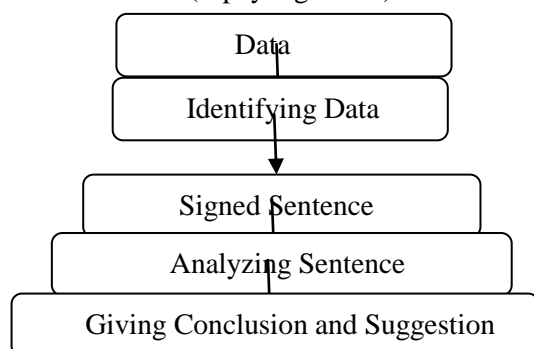 Data
Identifying Data
Signed Sentence
Analyzing Sentence
Giving Conclusion and Suggestion